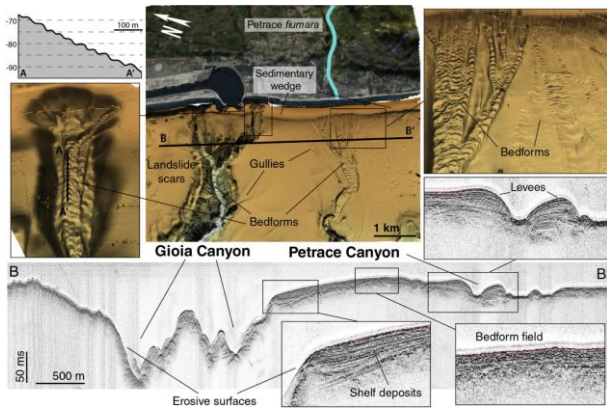 -70
-80
-90
100 m
A
A'
N
Petrace fiumara
Sedimentary
wedge
B
B'
Landslide
scars
Gullies
Bedforms
1 km
A
A'
Bedforms
Levees
Gioia Canyon
Petrace Canyon
B
B'
50 ms
500 m
Erosive surfaces
Shelf deposits
Bedform field